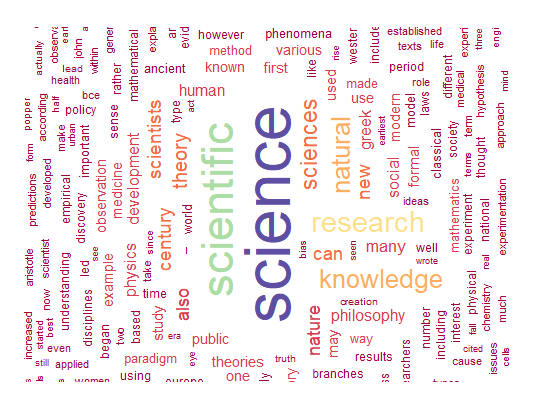 science
scientific
research
knowledge
natural
sciences
theory
century
scientists
new
can
nature
also
many
philosophy
may
way
human
known
first
various
method
however
phenomena
established
western
include
texts
life
experi
three
engi
ancient
rather
mathematical
expla
evid
gener
within
earl
john
lead
health
actually
observa
popper
according
half
bce
policy
urban
make
important
sense
type
act
like
used
rise
made
use
greek
period
role
laws
model
modern
formal
social
earliest
classical
different
society
medical
hypothesis
mind
approach
thought
term
terms
form
developed
predictions
empirical
discovery
observation
medicine
development
world
–
since
take
physics
see
example
led
understanding
scientist
aristotle
now
best
started
increased
even
still
applied
disciplines
began
two
based
time
study
era
public
paradigm
eye
theories
using
one
europe
women
truth
branches
results
creation
bias
seen
wrote
well
ideas
mathematics
experiment
national
experimentation
real
physical
chemistry
much
fall
interest
including
number
cited
cause
issues
cells